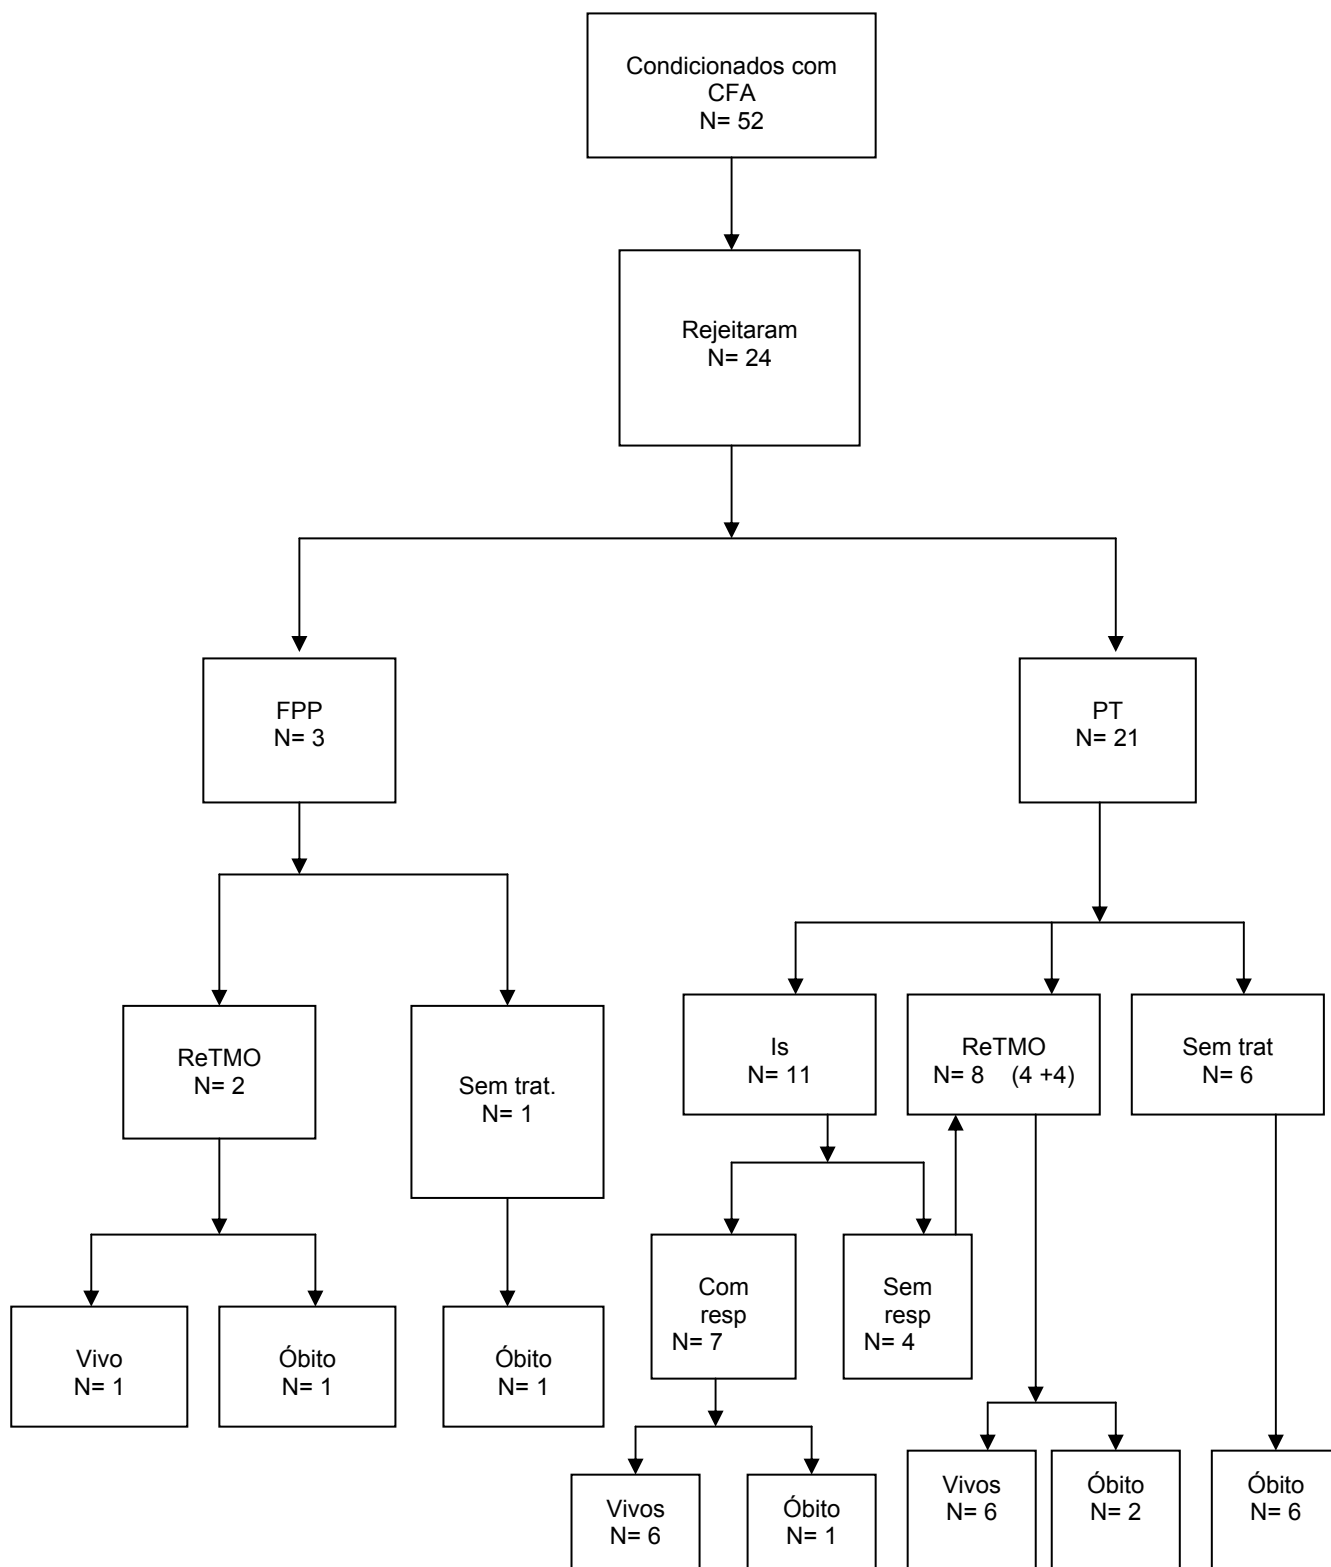 Condicionados com
CFA
N= 52
Rejeitaram
N= 24
FPP
N= 3
PT
N= 21
ReTMO
N= 2
Sem trat.
N= 1
Is
N= 11
ReTMO
N= 8 (4 +4)
Sem trat
N= 6
Com
resp
N= 7
Sem
resp
N= 4
Vivo
N= 1
Óbito
N= 1
Óbito
N= 1
Vivos
N= 6
Óbito
N= 1
Vivos
N= 6
Óbito
N= 2
Óbito
N= 6